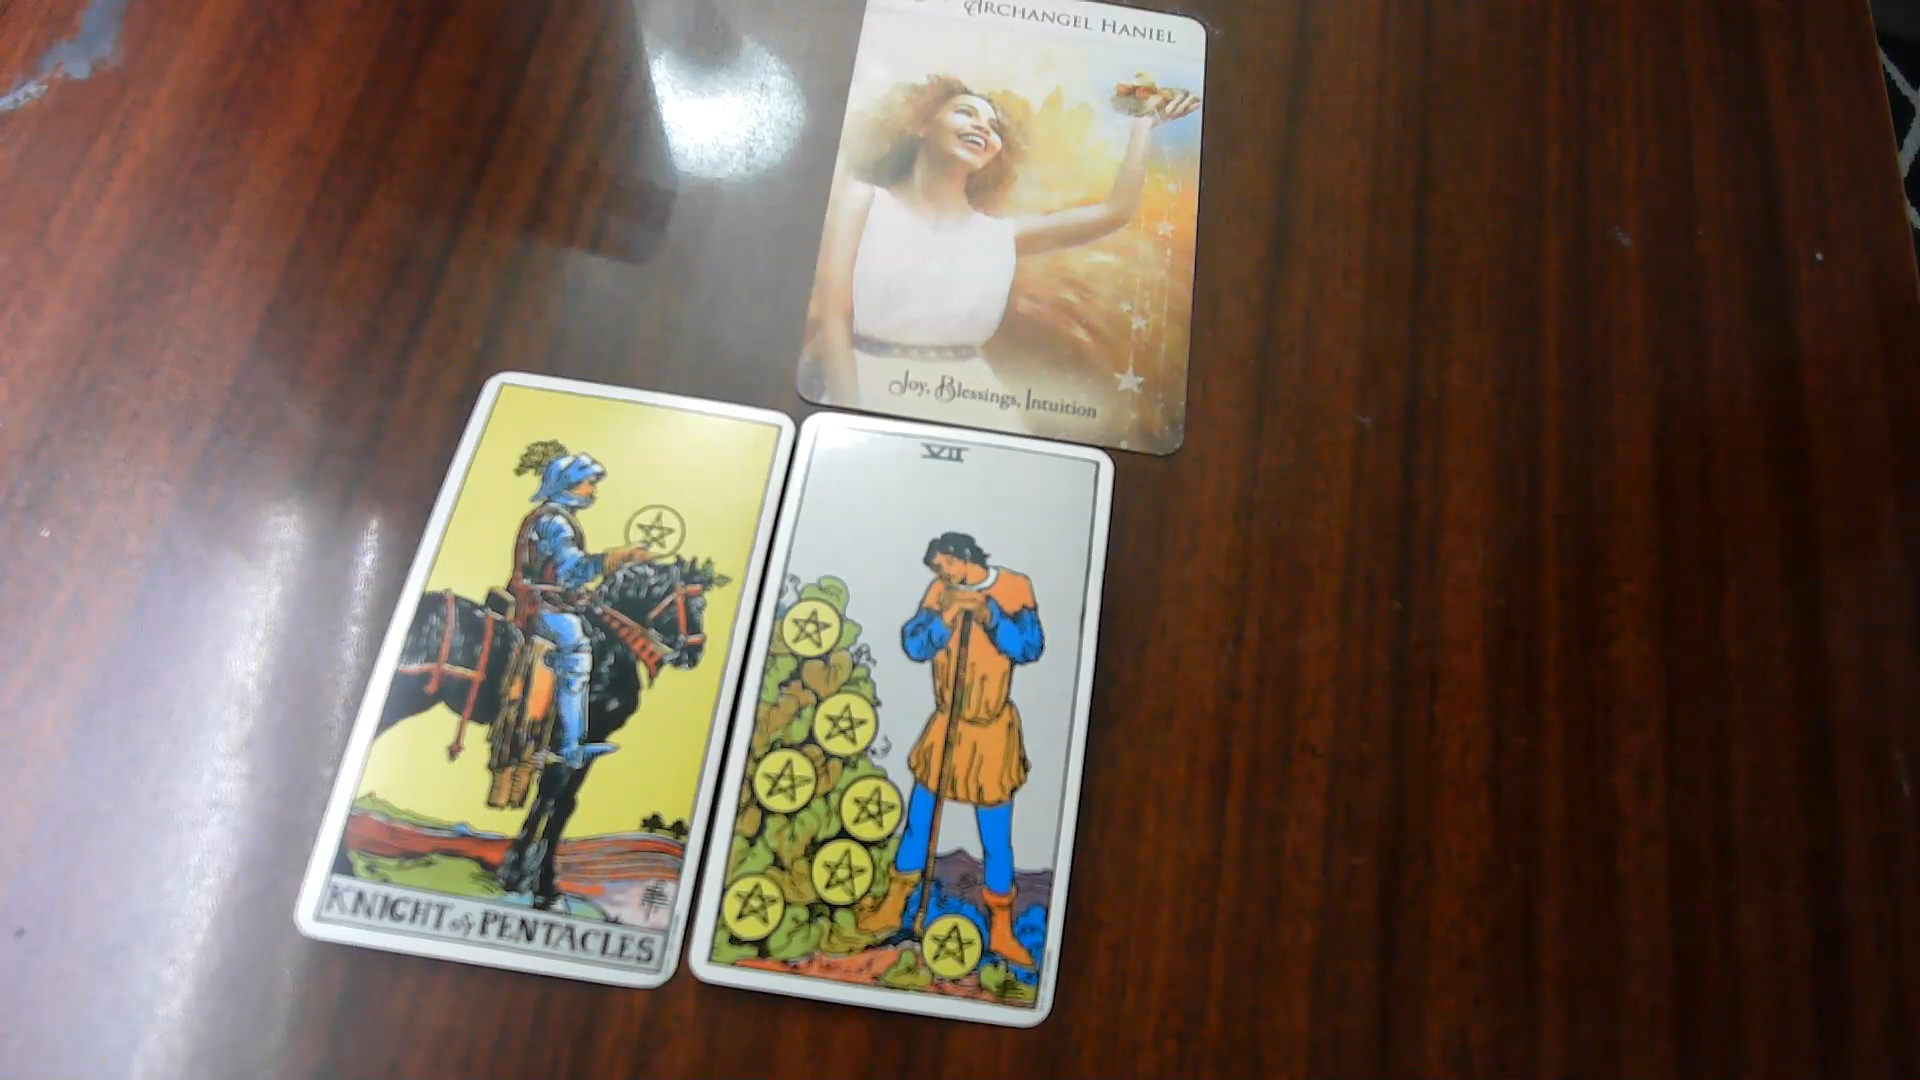 Archangel Haniel
Joy, Blessings, Intuition
VII
KNIGHT of PENTACLES